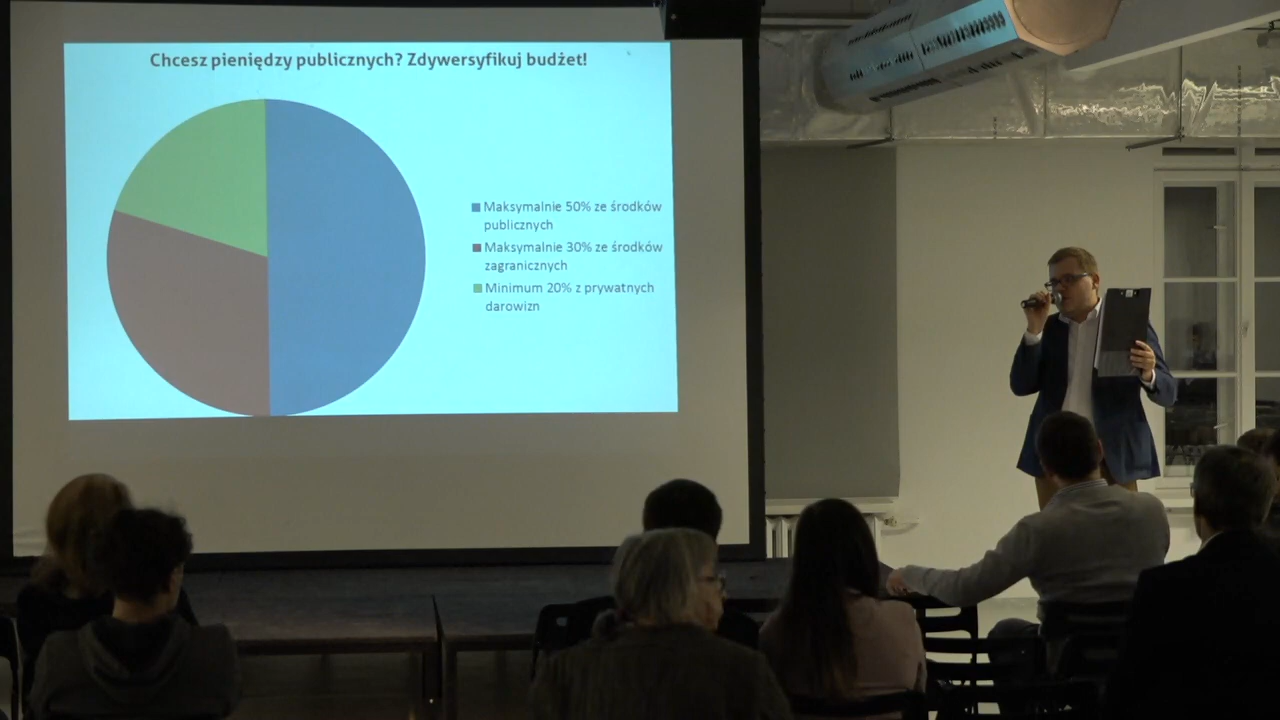 Chcesz pieniędzy publicznych? Zdywersyfikuj budżet!
Maksymalnie 50% ze środków
publicznych
Maksymalnie 30% ze środków
zagranicznych
Minimum 20% z prywatnych
darowizn